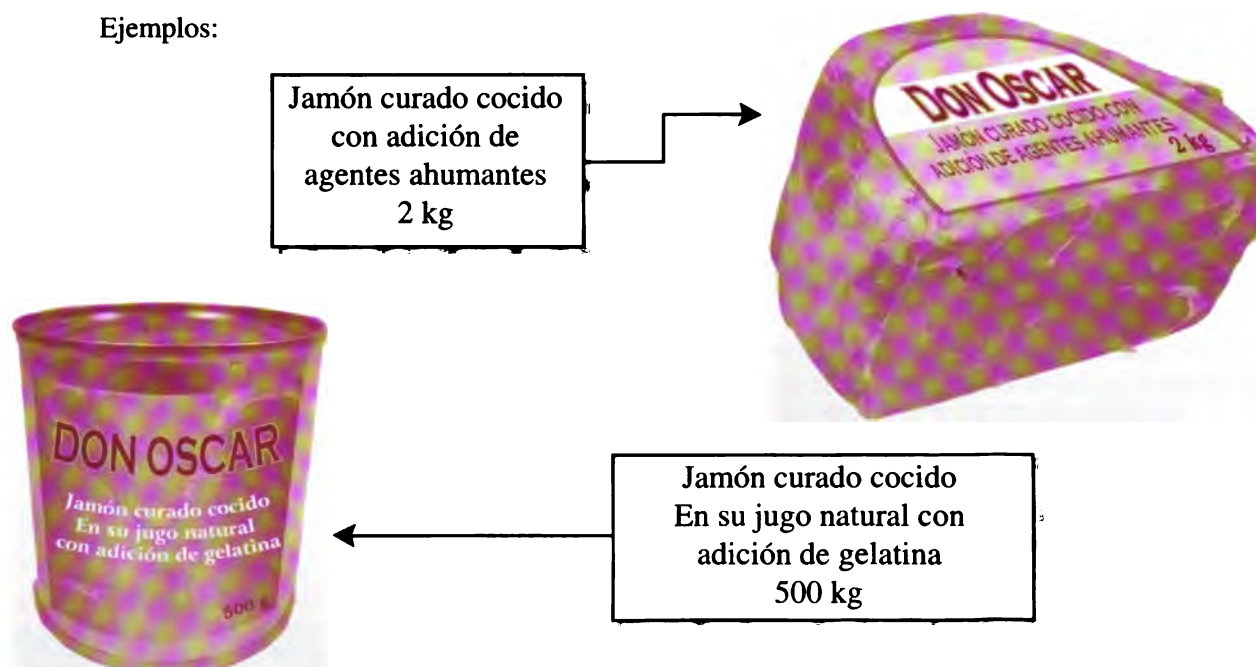 Ejemplos:
Jamón curado cocido
con adición de
agentes ahumantes
2 kg
DON OSCAR
JAMÓN CURADO COCIDO CON
ADICIÓN DE AGENTES AHUMANTES
2 kg
DON OSCAR
Jamón curado cocido
En su jugo natural
con adición de gelatina
500 g
Jamón curado cocido
En su jugo natural con
adición de gelatina
500 kg